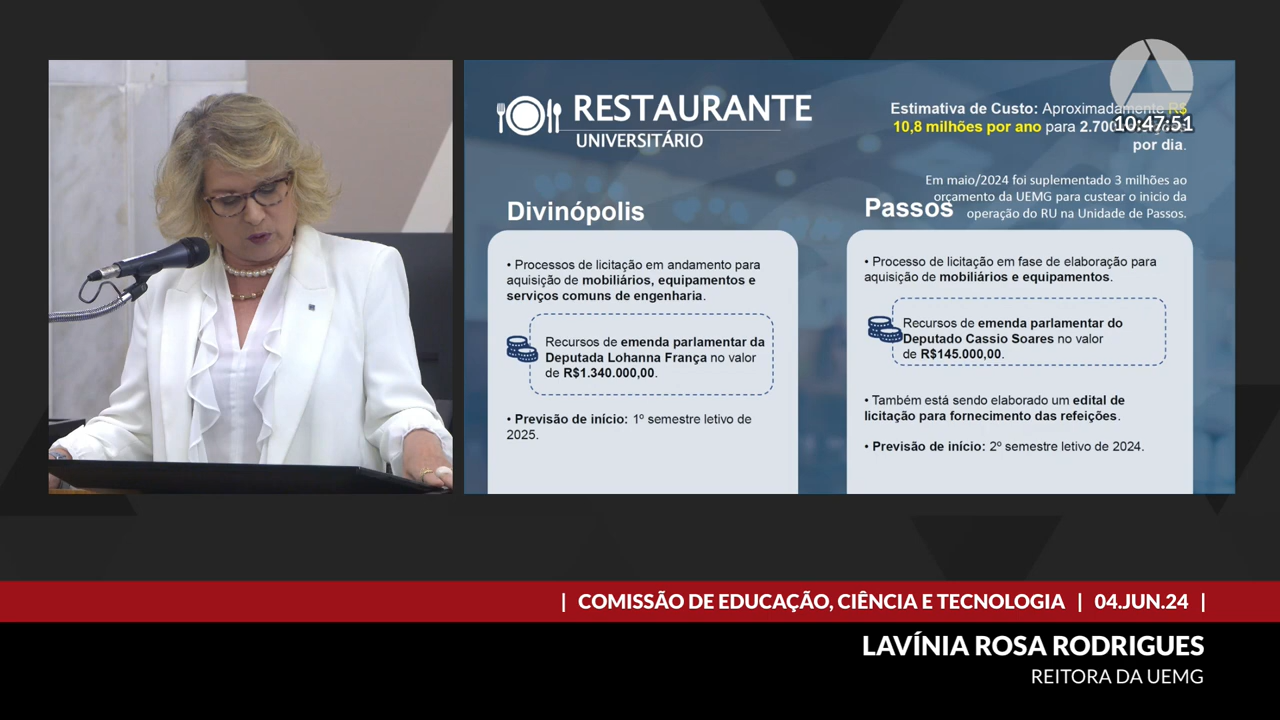 RESTAURANTE
UNIVERSITÁRIO
Estimativa de Custo: Aproximadamente R$
10,8 milhões por ano para 2.700
por dia.
10:47:51
Em maio/2024 foi suplementado 3 milhões ao
orçamento da UEMG para custear o inicio da
operação do RU na Unidade de Passos.
Divinópolis
• Processos de licitação em andamento para
aquisição de mobiliários, equipamentos e
serviços comuns de engenharia.
Recursos de emenda parlamentar da
Deputada Lohanna França no valor
de R$1.340.000,00.
• Previsão de início: 1º semestre letivo de
2025.
Passos
• Processo de licitação em fase de elaboração para
aquisição de mobiliários e equipamentos.
Recursos de emenda parlamentar do
Deputado Cassio Soares no valor
de R$145.000,00.
• Também está sendo elaborado um edital de
licitação para fornecimento das refeições.
• Previsão de início: 2º semestre letivo de 2024.
| COMISSÃO DE EDUCAÇÃO, CIÊNCIA E TECNOLOGIA | 04.JUN.24 |
LAVÍNIA ROSA RODRIGUES
REITORA DA UEMG